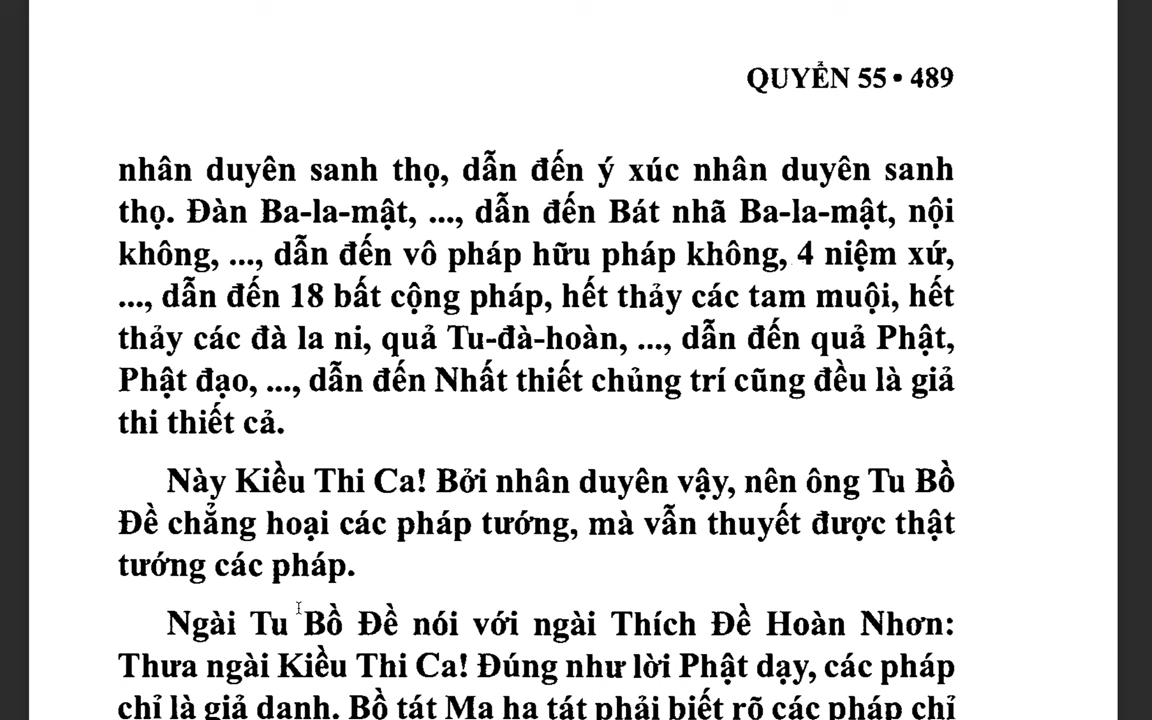 QUYỂN 55 • 489
nhân duyên sanh thọ, dẫn đến ý xúc nhân duyên sanh
thọ. Đàn Ba-la-mật, ..., dẫn đến Bát nhã Ba-la-mật, nội
không, ..., dẫn đến vô pháp hữu pháp không, 4 niệm xứ,
..., dẫn đến 18 bất cộng pháp, hết thảy các tam muội, hết
thảy các đà la ni, quả Tu-đà-hoàn, ..., dẫn đến quả Phật,
Phật đạo, ..., dẫn đến Nhất thiết chủng trí cũng đều là giả
thi thiết cả.
Này Kiều Thi Ca! Bởi nhân duyên vậy, nên ông Tu Bồ
Đề chẳng hoại các pháp tướng, mà vẫn thuyết được thật
tướng các pháp.
Ngài Tu Bồ Đề nói với ngài Thích Đề Hoàn Nhơn:
Thưa ngài Kiều Thi Ca! Đúng như lời Phật dạy, các pháp
chỉ là giả danh. Bồ tát Ma ha tát phải biết rõ các pháp chỉ